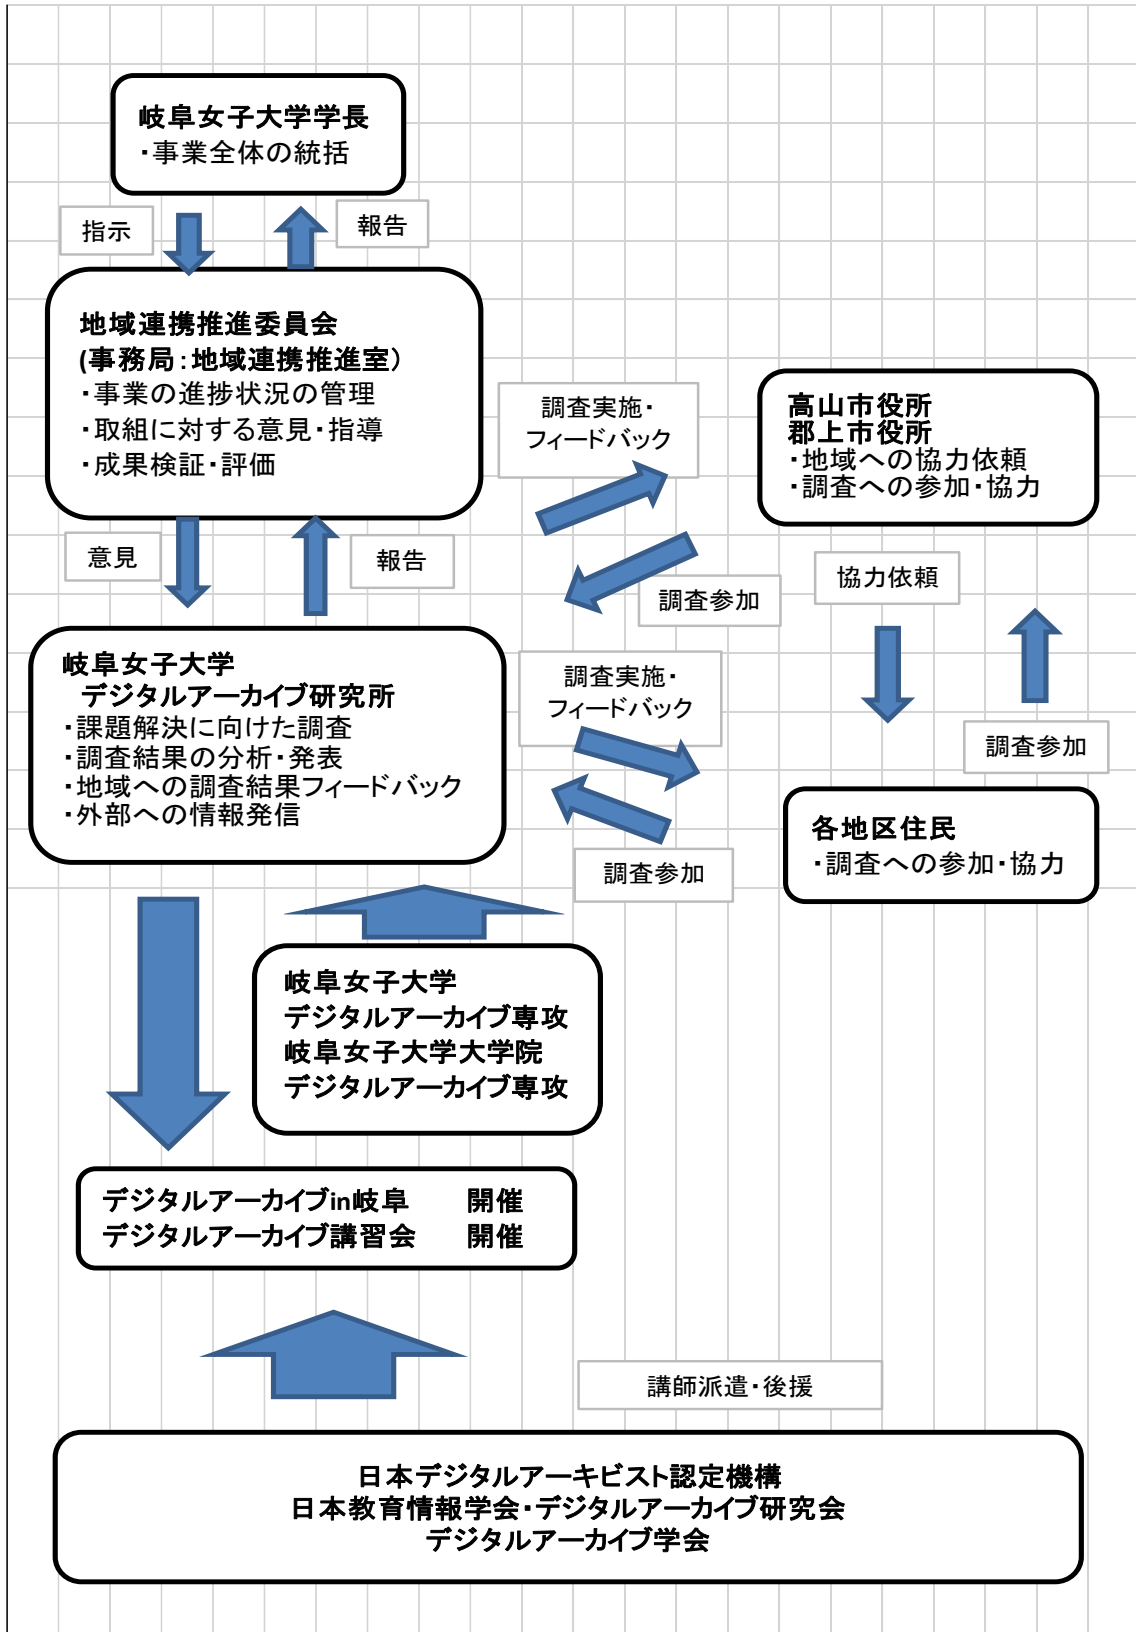 岐阜女子大学学長
・事業全体の統括
指示
報告
地域連携推進委員会
(事務局：地域連携推進室）
・事業の進捗状況の管理
・取組に対する意見・指導
・成果検証・評価
調査実施・
フィードバック
高山市役所
郡上市役所
・地域への協力依頼
・調査への参加・協力
意見
報告
調査参加
協力依頼
岐阜女子大学
デジタルアーカイブ研究所
・課題解決に向けた調査
・調査結果の分析・発表
・地域への調査結果フィードバック
・外部への情報発信
調査実施・
フィードバック
調査参加
調査参加
各地区住民
・調査への参加・協力
岐阜女子大学
デジタルアーカイブ専攻
岐阜女子大学大学院
デジタルアーカイブ専攻
デジタルアーカイブin岐阜　　開催
デジタルアーカイブ講習会　　開催
講師派遣・後援
日本デジタルアーキビスト認定機構
日本教育情報学会・デジタルアーカイブ研究会
デジタルアーカイブ学会